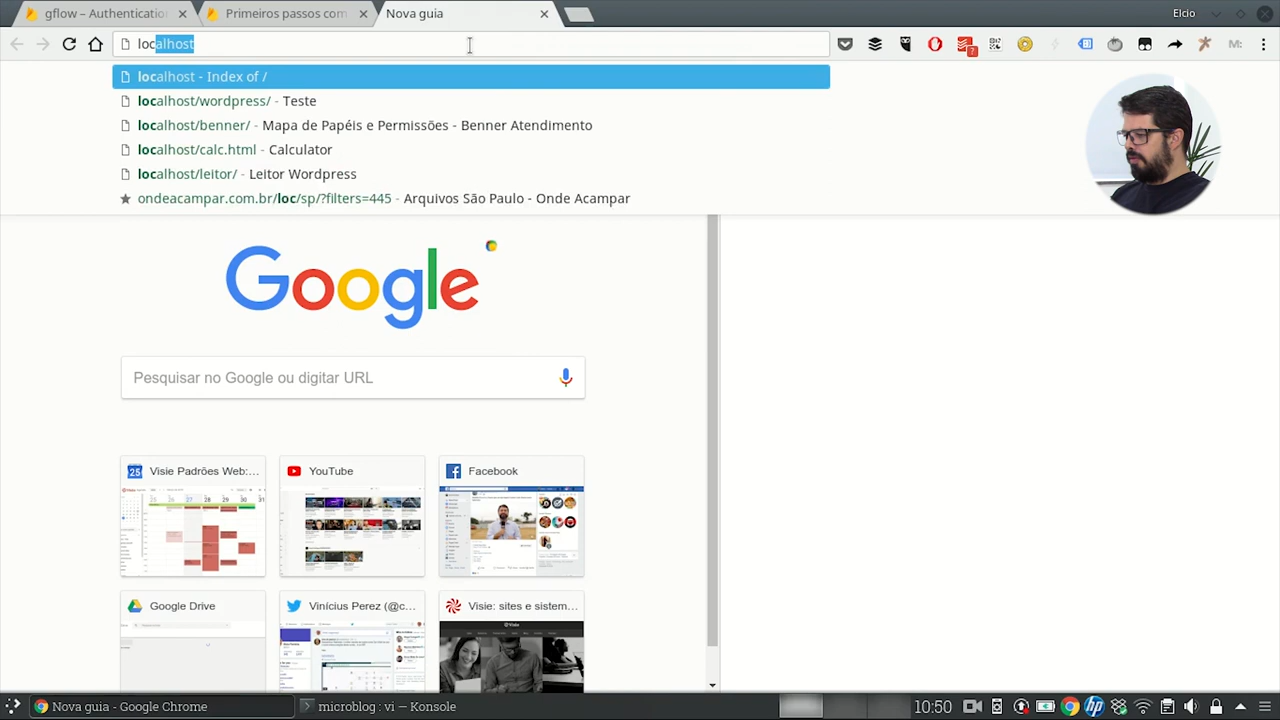 gflow – Authentication
Primeiros passos com
Nova guia
Elcio
localhost
localhost - Index of /
localhost/wordpress/ - Teste
localhost/benner/ - Mapa de Papéis e Permissões - Benner Atendimento
localhost/calc.html - Calculator
localhost/leitor/ - Leitor Wordpress
ondeacampar.com.br/loc/sp/?filters=445 - Arquivos São Paulo - Onde Acampar
Google
Pesquisar no Google ou digitar URL
Visie Padrões Web:...
YouTube
Facebook
Google Drive
Vinícius Perez (@c...
Visie: sites e sistem...
Nova guia - Google Chrome
microblog : vi — Konsole
10:50